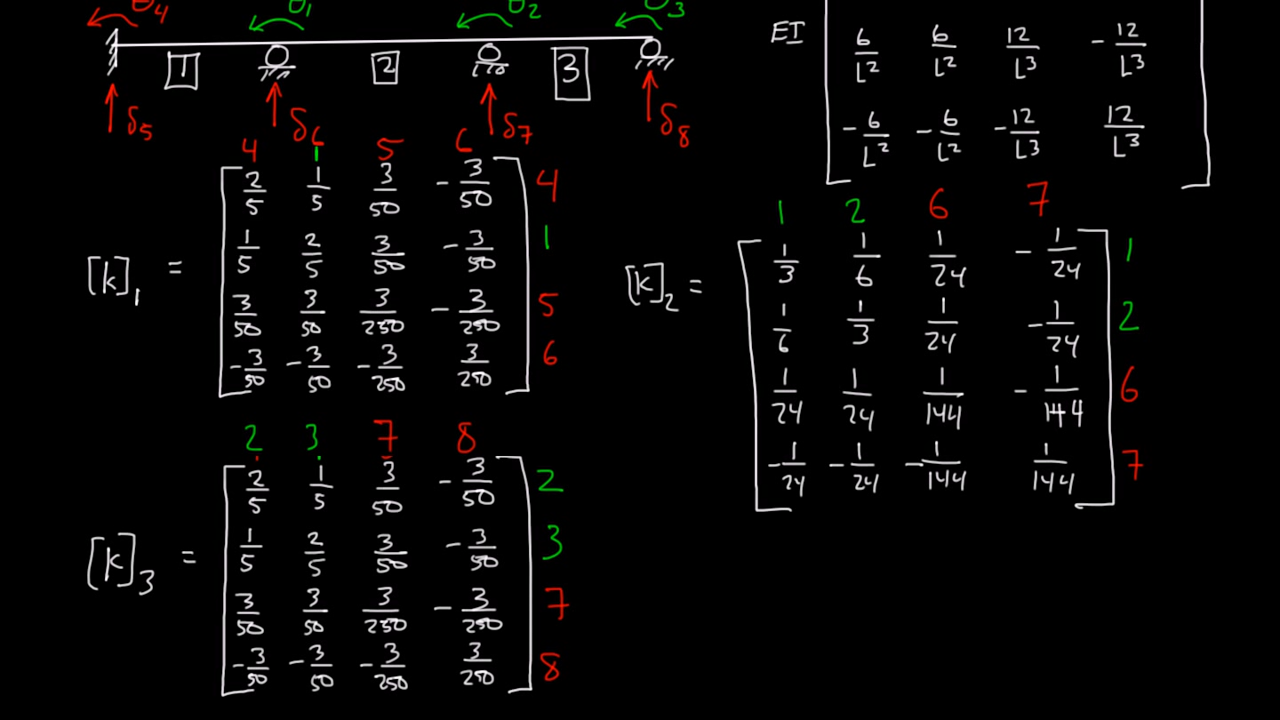 θ4 θ1 θ2 θ3
1 2 3
δ5 δ6 δ7 δ8
EI
6/L² 6/L² 12/L³ -12/L³
-6/L² -6/L² -12/L³ 12/L³
4 1 5 6
[k]1 =
2/5 1/5 3/50 -3/50 4
1/5 2/5 3/50 -3/50 1
3/50 3/50 3/250 -3/250 5
-3/50 -3/50 -3/250 3/250 6
1 2 6 7
[k]2 =
1/3 1/6 1/24 -1/24 1
1/6 1/3 1/24 -1/24 2
1/24 1/24 1/144 -1/144 6
-1/24 -1/24 -1/144 1/144 7
2 3 7 8
[k]3 =
2/5 1/5 3/50 -3/50 2
1/5 2/5 3/50 -3/50 3
3/50 3/50 3/250 -3/250 7
-3/50 -3/50 -3/250 3/250 8